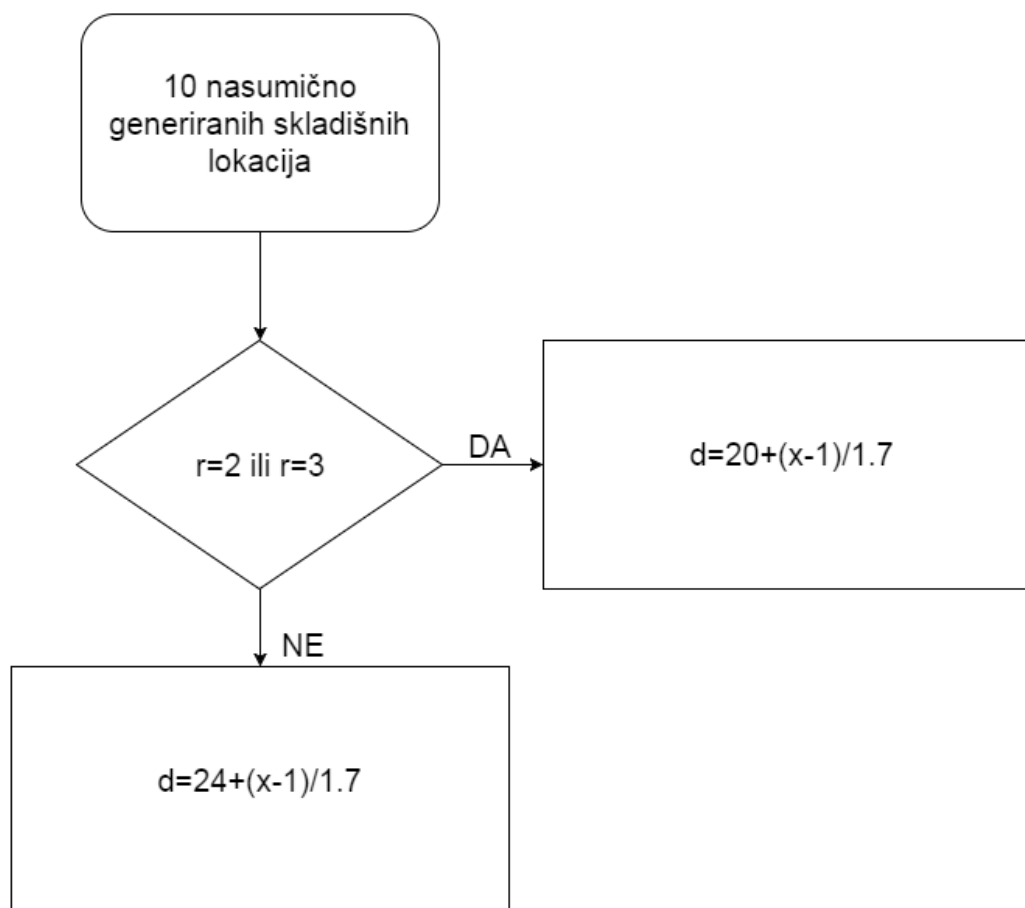 10 nasumično
generiranih skladišnih
lokacija
r=2 ili r=3
DA
d=20+(x-1)/1.7
NE
d=24+(x-1)/1.7